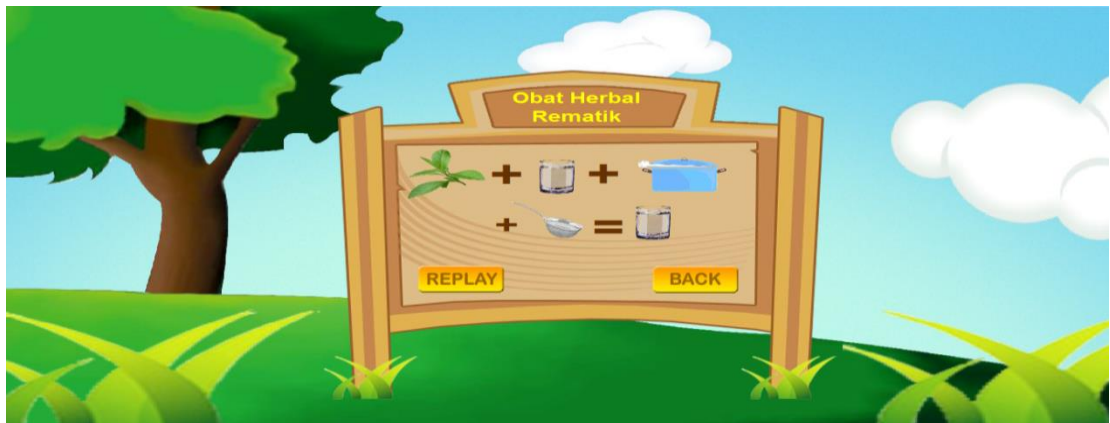 Obat Herbal
Rematik
+ +
+ =
REPLAY BACK